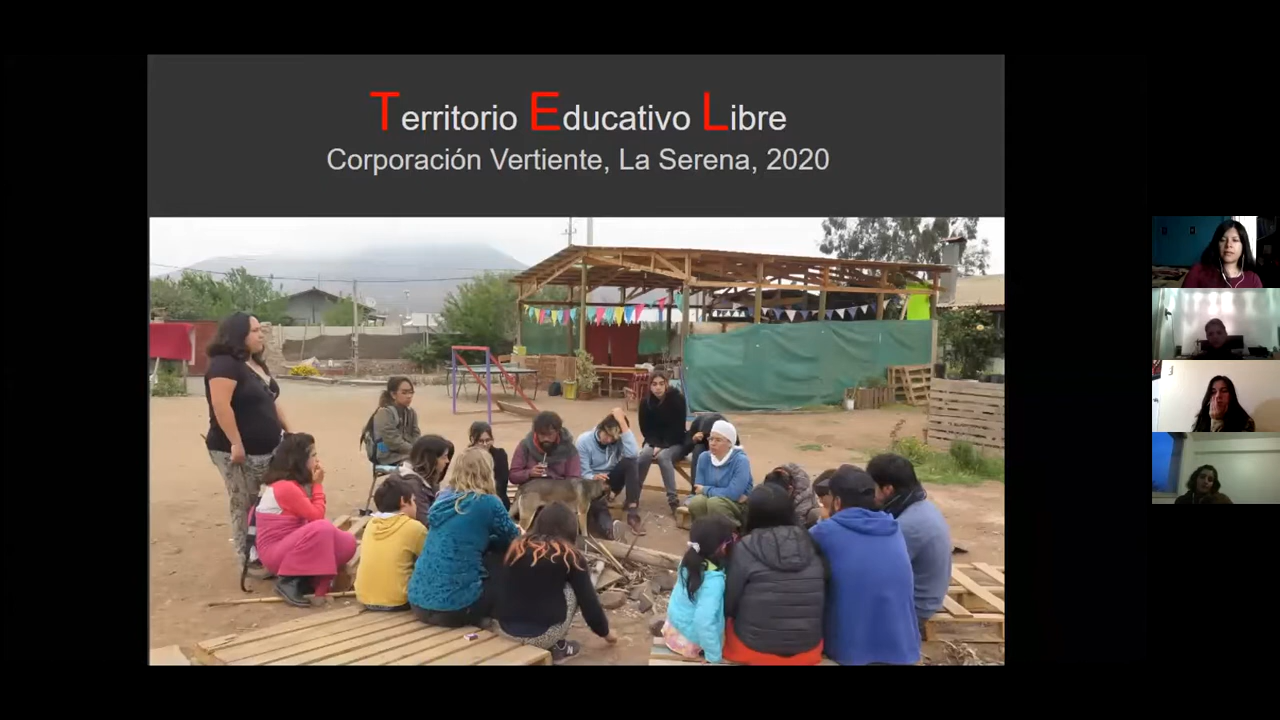 Territorio Educativo Libre
Corporación Vertiente, La Serena, 2020